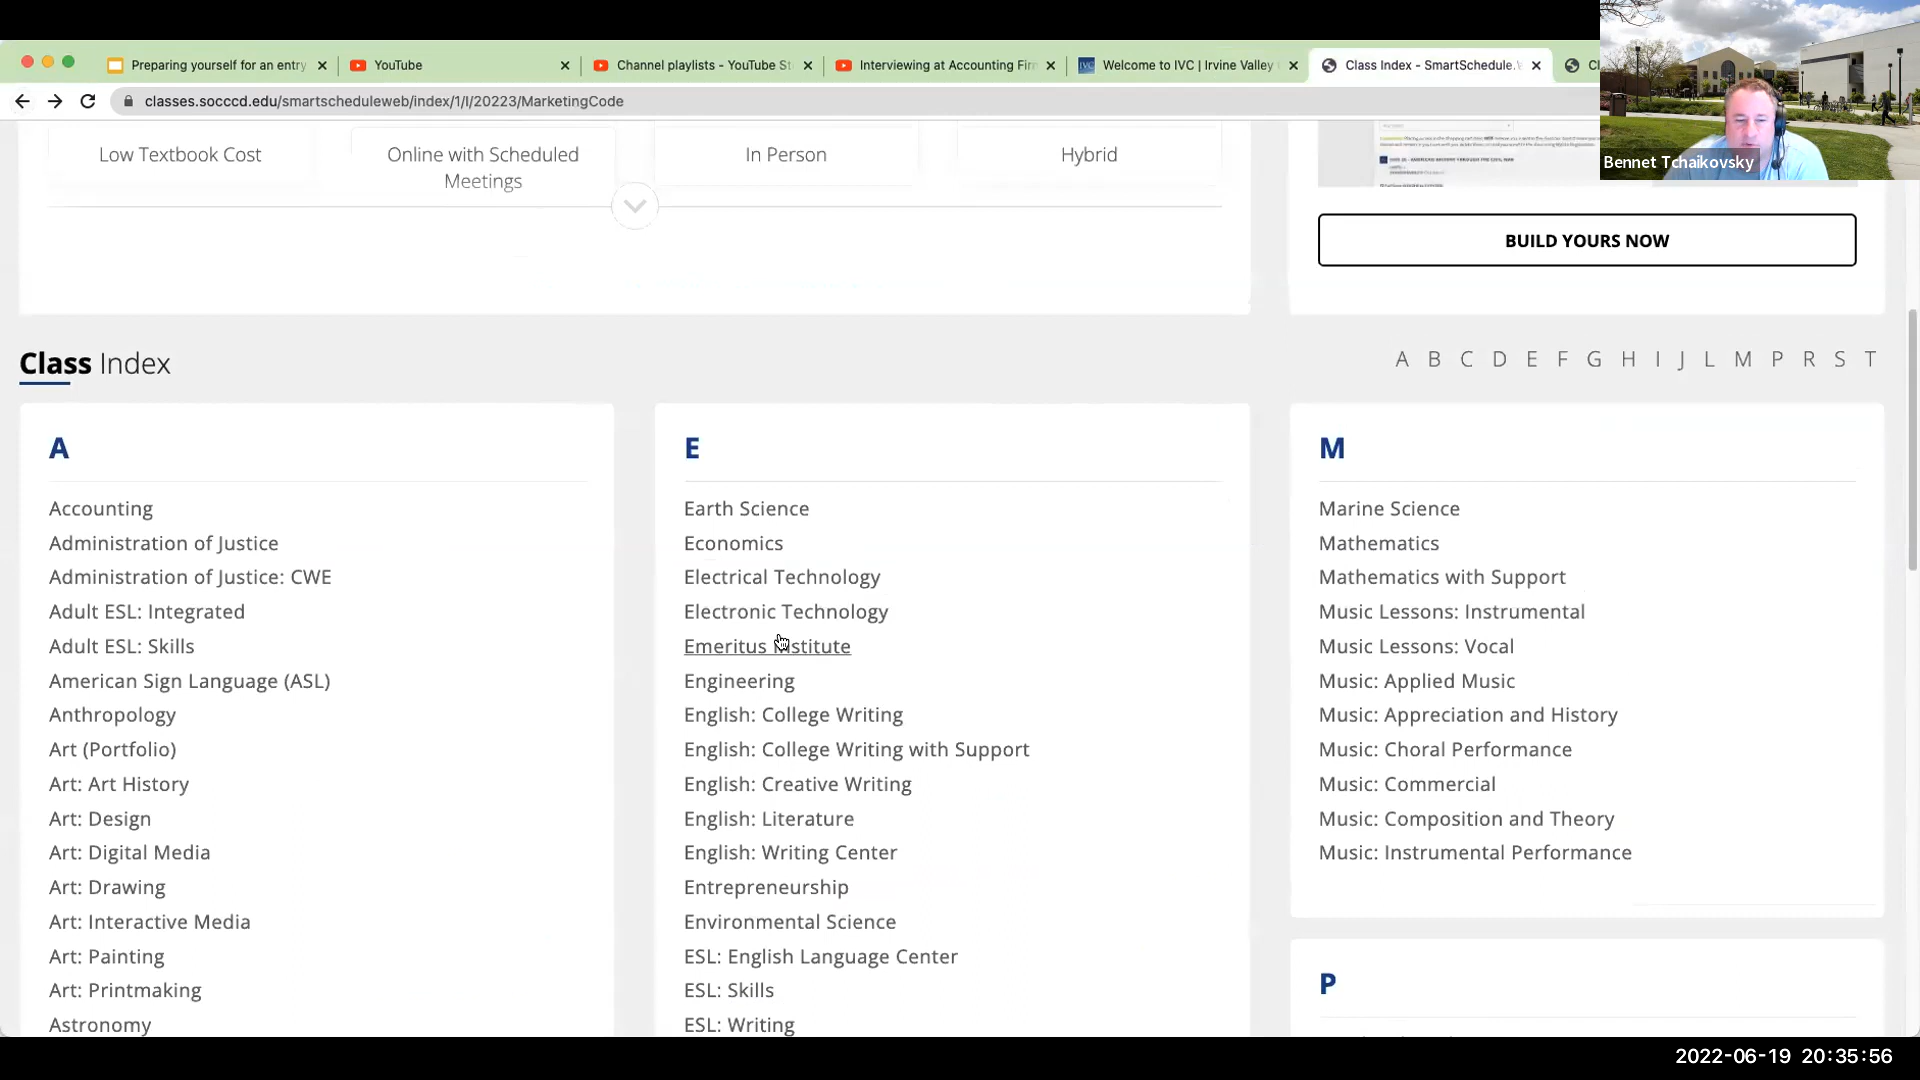 Preparing yourself for an entry
YouTube
Channel playlists - YouTube St
Interviewing at Accounting Fir
Welcome to IVC | Irvine Valley
Class Index - SmartSchedule.
classes.socccd.edu/smartscheduleweb/index/1/I/20223/MarketingCode
Bennet Tchaikovsky
Low Textbook Cost
Online with Scheduled
Meetings
In Person
Hybrid
BUILD YOURS NOW
Class Index
A B C D E F G H I J L M P R S T
A
Accounting
Administration of Justice
Administration of Justice: CWE
Adult ESL: Integrated
Adult ESL: Skills
American Sign Language (ASL)
Anthropology
Art (Portfolio)
Art: Art History
Art: Design
Art: Digital Media
Art: Drawing
Art: Interactive Media
Art: Painting
Art: Printmaking
Astronomy
E
Earth Science
Economics
Electrical Technology
Electronic Technology
Emeritus Institute
Engineering
English: College Writing
English: College Writing with Support
English: Creative Writing
English: Literature
English: Writing Center
Entrepreneurship
Environmental Science
ESL: English Language Center
ESL: Skills
ESL: Writing
M
Marine Science
Mathematics
Mathematics with Support
Music Lessons: Instrumental
Music Lessons: Vocal
Music: Applied Music
Music: Appreciation and History
Music: Choral Performance
Music: Commercial
Music: Composition and Theory
Music: Instrumental Performance
P
2022-06-19 20:35:56